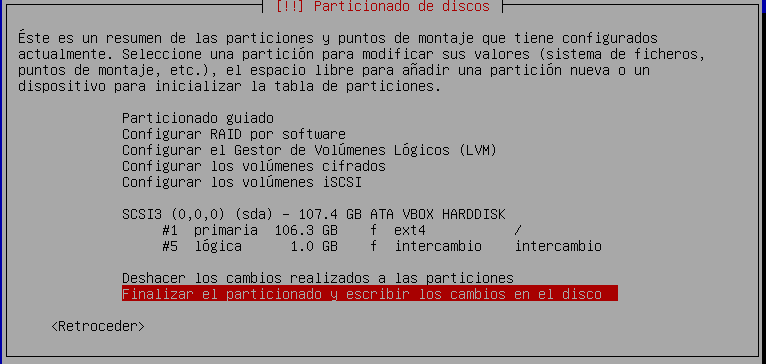 [!!] Particionado de discos
Éste es un resumen de las particiones y puntos de montaje que tiene configurados
actualmente. Seleccione una partición para modificar sus valores (sistema de ficheros,
puntos de montaje, etc.), el espacio libre para añadir una partición nueva o un
dispositivo para inicializar la tabla de particiones.
Particionado guiado
Configurar RAID por software
Configurar el Gestor de Volúmenes Lógicos (LVM)
Configurar los volúmenes cifrados
Configurar los volúmenes iSCSI
SCSI3 (0,0,0) (sda) – 107.4 GB ATA VBOX HARDDISK
#1 primaria 106.3 GB f ext4 /
#5 lógica 1.0 GB f intercambio intercambio
Deshacer los cambios realizados a las particiones
Finalizar el particionado y escribir los cambios en el disco
<Retroceder>